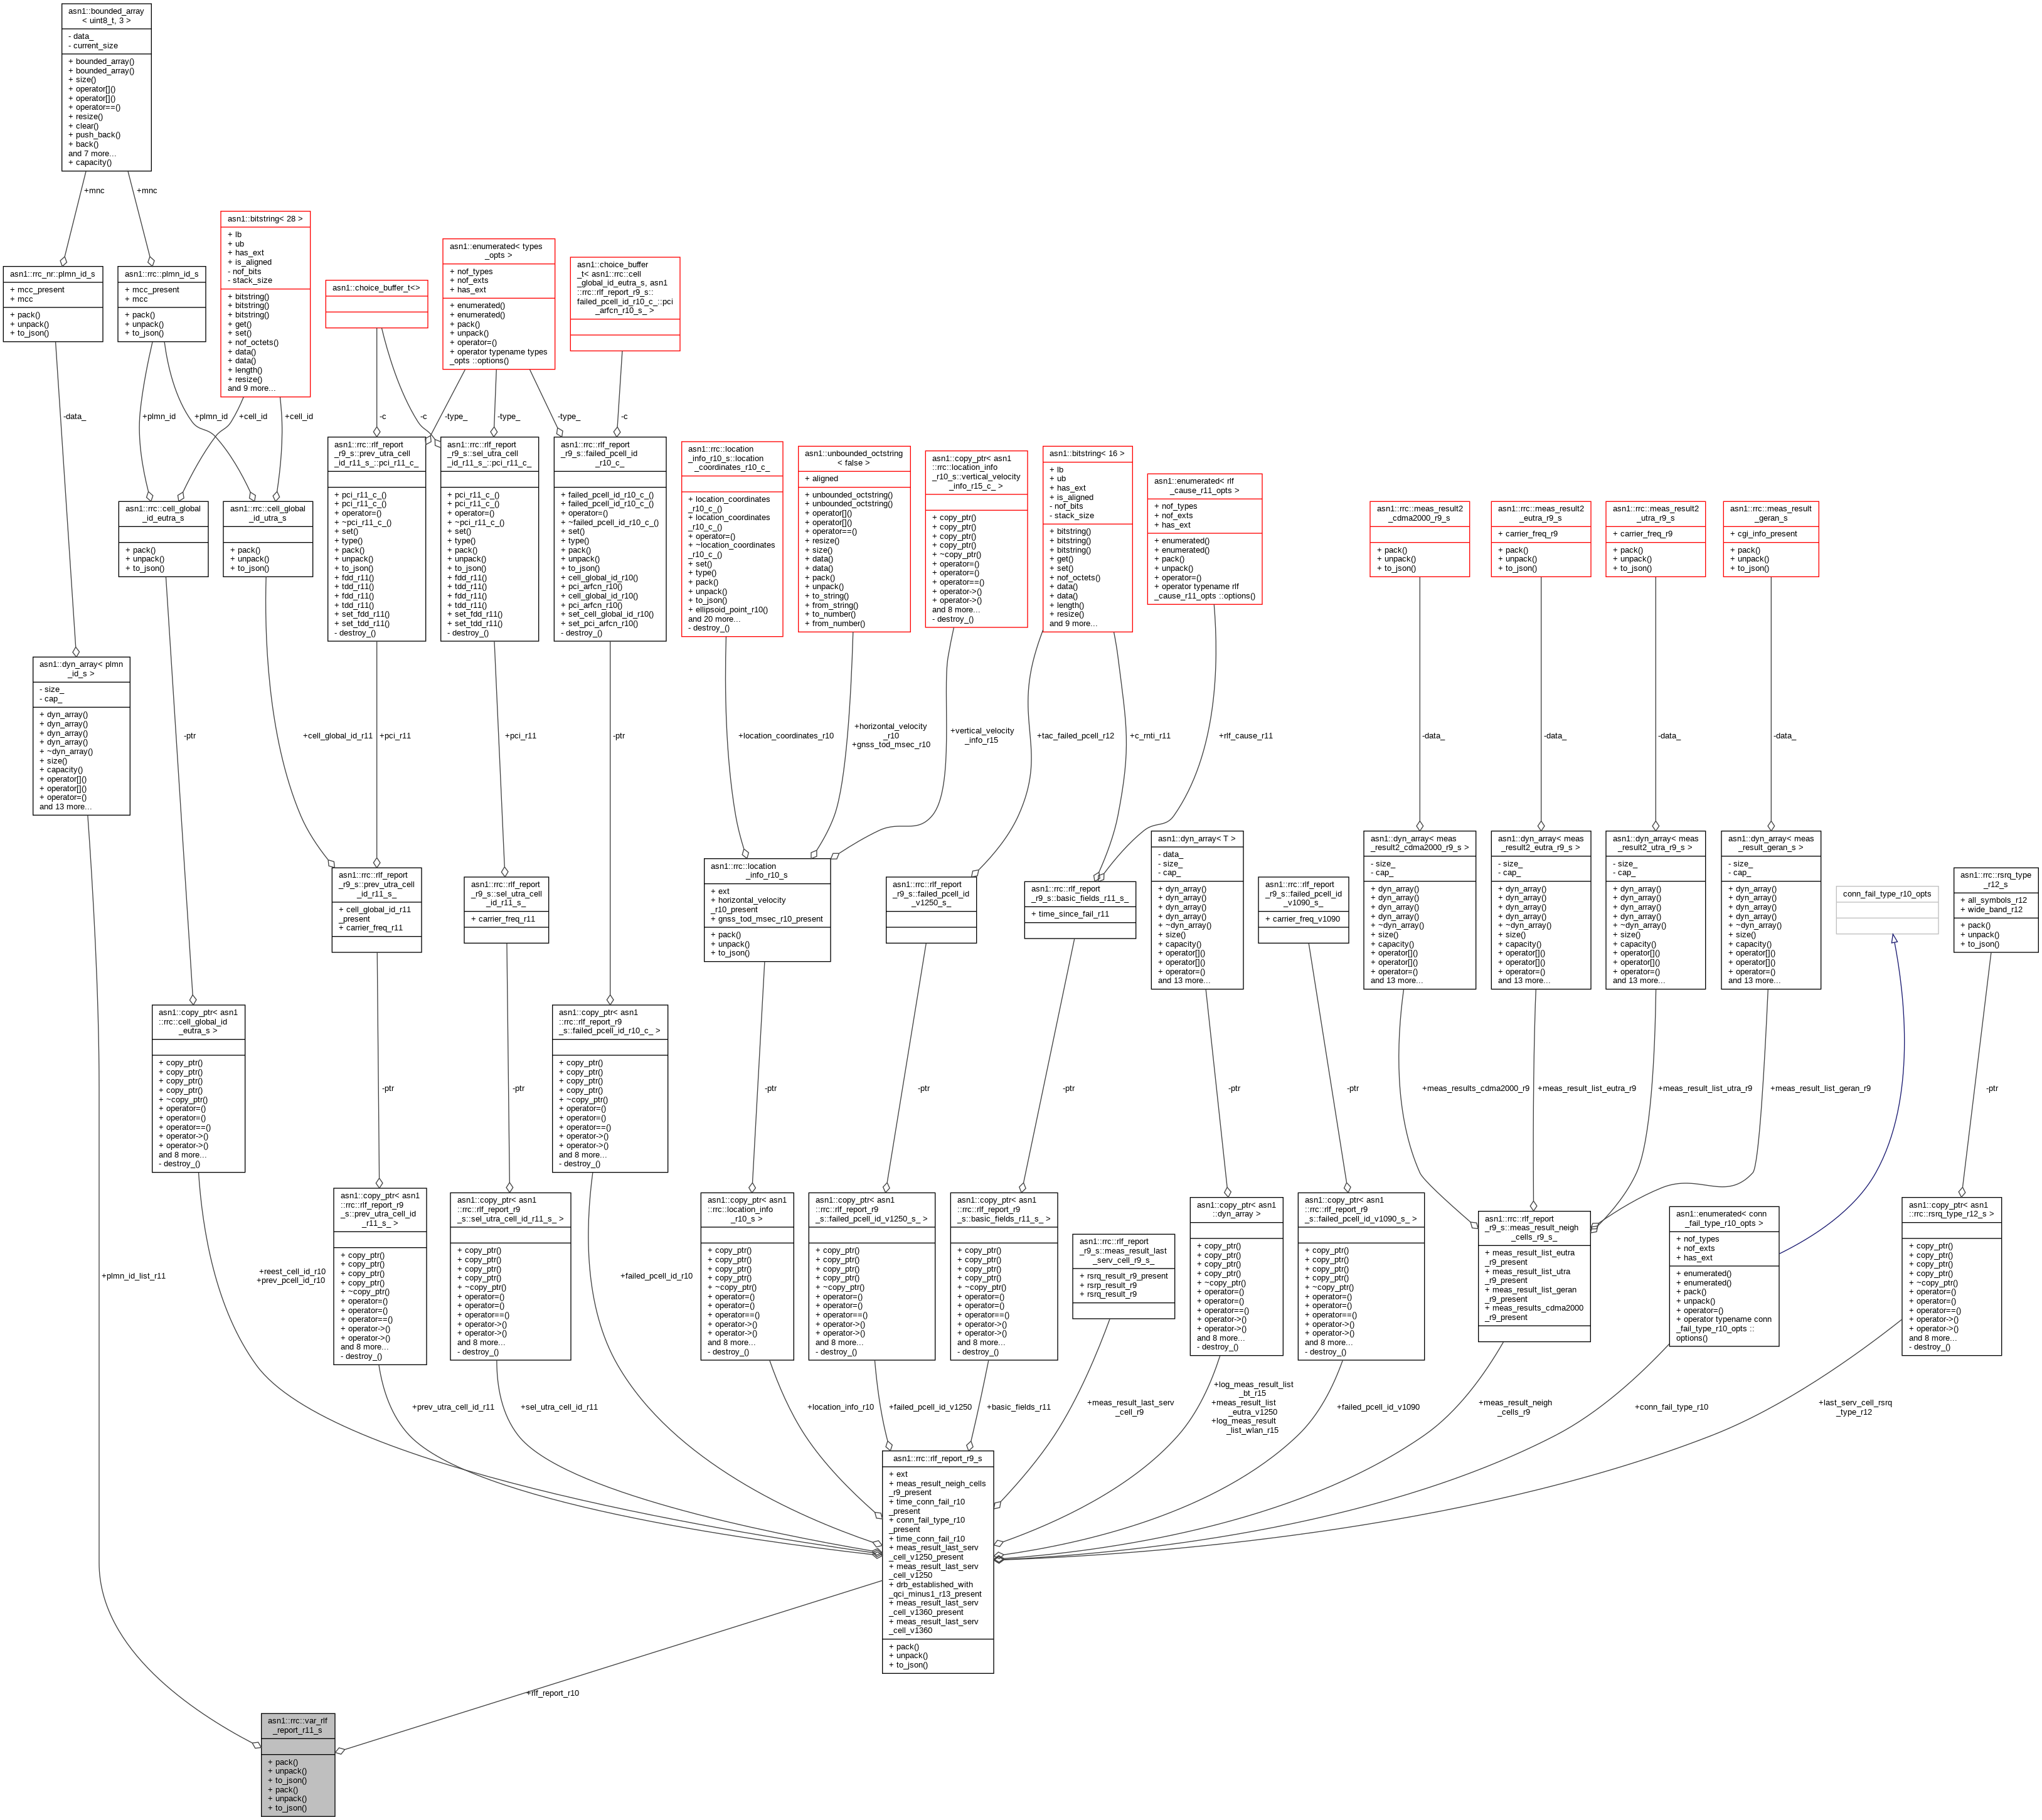 asn1::bounded_array
< uint8_t, 3 >
- data_
- current_size
+ bounded_array()
+ bounded_array()
+ size()
+ operator[]()
+ operator[]()
+ operator==()
+ resize()
+ clear()
+ push_back()
+ back()
and 7 more...
+ capacity()
+mnc
+mnc
asn1::rrc_nr::plmn_id_s
+ mcc_present
+ mcc
+ pack()
+ unpack()
+ to_json()
asn1::rrc::plmn_id_s
+ mcc_present
+ mcc
+ pack()
+ unpack()
+ to_json()
asn1::bitstring< 28 >
+ lb
+ ub
+ has_ext
+ is_aligned
- nof_bits
- stack_size
+ bitstring()
+ bitstring()
+ bitstring()
+ get()
+ set()
+ nof_octets()
+ data()
+ data()
+ length()
+ resize()
and 9 more...
asn1::choice_buffer_t<>
asn1::enumerated< types
_opts >
+ nof_types
+ nof_exts
+ has_ext
+ enumerated()
+ enumerated()
+ pack()
+ unpack()
+ operator=()
+ operator typename types
_opts ::options()
asn1::choice_buffer
_t< asn1::rrc::cell
_global_id_eutra_s, asn1
::rrc::rlf_report_r9_s::
failed_pcell_id_r10_c_::pci
_arfcn_r10_s_ >
-data_
+plmn_id
+plmn_id
+cell_id
+cell_id
-c
-c
-type_
-type_
-type_
-c
asn1::rrc::cell_global
_id_eutra_s
+ pack()
+ unpack()
+ to_json()
asn1::rrc::cell_global
_id_utra_s
+ pack()
+ unpack()
+ to_json()
asn1::rrc::rlf_report
_r9_s::prev_utra_cell
_id_r11_s_::pci_r11_c_
+ pci_r11_c_()
+ pci_r11_c_()
+ operator=()
+ ~pci_r11_c_()
+ set()
+ type()
+ pack()
+ unpack()
+ to_json()
+ fdd_r11()
+ tdd_r11()
+ fdd_r11()
+ tdd_r11()
+ set_fdd_r11()
+ set_tdd_r11()
- destroy_()
asn1::rrc::rlf_report
_r9_s::sel_utra_cell
_id_r11_s_::pci_r11_c_
+ pci_r11_c_()
+ pci_r11_c_()
+ operator=()
+ ~pci_r11_c_()
+ set()
+ type()
+ pack()
+ unpack()
+ to_json()
+ fdd_r11()
+ tdd_r11()
+ fdd_r11()
+ tdd_r11()
+ set_fdd_r11()
+ set_tdd_r11()
- destroy_()
asn1::rrc::rlf_report
_r9_s::failed_pcell_id
_r10_c_
+ failed_pcell_id_r10_c_()
+ failed_pcell_id_r10_c_()
+ operator=()
+ ~failed_pcell_id_r10_c_()
+ set()
+ type()
+ pack()
+ unpack()
+ to_json()
+ cell_global_id_r10()
+ pci_arfcn_r10()
+ cell_global_id_r10()
+ pci_arfcn_r10()
+ set_cell_global_id_r10()
+ set_pci_arfcn_r10()
- destroy_()
asn1::rrc::location
_info_r10_s::location
_coordinates_r10_c_
+ location_coordinates
_r10_c_()
+ location_coordinates
_r10_c_()
+ operator=()
+ ~location_coordinates
_r10_c_()
+ set()
+ type()
+ pack()
+ unpack()
+ to_json()
+ ellipsoid_point_r10()
and 20 more...
- destroy_()
asn1::unbounded_octstring
< false >
+ aligned
+ unbounded_octstring()
+ unbounded_octstring()
+ operator[]()
+ operator[]()
+ operator==()
+ resize()
+ size()
+ data()
+ data()
+ pack()
+ unpack()
+ to_string()
+ from_string()
+ to_number()
+ from_number()
asn1::copy_ptr< asn1
::rrc::location_info
_r10_s::vertical_velocity
_info_r15_c_ >
+ copy_ptr()
+ copy_ptr()
+ copy_ptr()
+ copy_ptr()
+ ~copy_ptr()
+ operator=()
+ operator=()
+ operator==()
+ operator->()
+ operator->()
and 8 more...
- destroy_()
asn1::bitstring< 16 >
+ lb
+ ub
+ has_ext
+ is_aligned
- nof_bits
- stack_size
+ bitstring()
+ bitstring()
+ bitstring()
+ get()
+ set()
+ nof_octets()
+ data()
+ data()
+ length()
+ resize()
and 9 more...
asn1::enumerated< rlf
_cause_r11_opts >
+ nof_types
+ nof_exts
+ has_ext
+ enumerated()
+ enumerated()
+ pack()
+ unpack()
+ operator=()
+ operator typename rlf
_cause_r11_opts ::options()
asn1::rrc::meas_result2
_cdma2000_r9_s
+ pack()
+ unpack()
+ to_json()
asn1::rrc::meas_result2
_eutra_r9_s
+ carrier_freq_r9
+ pack()
+ unpack()
+ to_json()
asn1::rrc::meas_result2
_utra_r9_s
+ carrier_freq_r9
+ pack()
+ unpack()
+ to_json()
asn1::rrc::meas_result
_geran_s
+ cgi_info_present
+ pack()
+ unpack()
+ to_json()
asn1::dyn_array< plmn
_id_s >
- size_
- cap_
+ dyn_array()
+ dyn_array()
+ dyn_array()
+ dyn_array()
+ ~dyn_array()
+ size()
+ capacity()
+ operator[]()
+ operator[]()
+ operator=()
and 13 more...
-ptr
+cell_global_id_r11
+pci_r11
+pci_r11
-ptr
+location_coordinates_r10
+horizontal_velocity
_r10
+gnss_tod_msec_r10
+vertical_velocity
_info_r15
+tac_failed_pcell_r12
+c_rnti_r11
+rlf_cause_r11
-data_
-data_
-data_
-data_
asn1::rrc::rlf_report
_r9_s::prev_utra_cell
_id_r11_s_
+ cell_global_id_r11
_present
+ carrier_freq_r11
asn1::rrc::rlf_report
_r9_s::sel_utra_cell
_id_r11_s_
+ carrier_freq_r11
asn1::rrc::location
_info_r10_s
+ ext
+ horizontal_velocity
_r10_present
+ gnss_tod_msec_r10_present
+ pack()
+ unpack()
+ to_json()
asn1::rrc::rlf_report
_r9_s::failed_pcell_id
_v1250_s_
asn1::rrc::rlf_report
_r9_s::basic_fields_r11_s_
+ time_since_fail_r11
asn1::dyn_array< T >
- data_
- size_
- cap_
+ dyn_array()
+ dyn_array()
+ dyn_array()
+ dyn_array()
+ ~dyn_array()
+ size()
+ capacity()
+ operator[]()
+ operator[]()
+ operator=()
and 13 more...
asn1::rrc::rlf_report
_r9_s::failed_pcell_id
_v1090_s_
+ carrier_freq_v1090
asn1::dyn_array< meas
_result2_cdma2000_r9_s >
- size_
- cap_
+ dyn_array()
+ dyn_array()
+ dyn_array()
+ dyn_array()
+ ~dyn_array()
+ size()
+ capacity()
+ operator[]()
+ operator[]()
+ operator=()
and 13 more...
asn1::dyn_array< meas
_result2_eutra_r9_s >
- size_
- cap_
+ dyn_array()
+ dyn_array()
+ dyn_array()
+ dyn_array()
+ ~dyn_array()
+ size()
+ capacity()
+ operator[]()
+ operator[]()
+ operator=()
and 13 more...
asn1::dyn_array< meas
_result2_utra_r9_s >
- size_
- cap_
+ dyn_array()
+ dyn_array()
+ dyn_array()
+ dyn_array()
+ ~dyn_array()
+ size()
+ capacity()
+ operator[]()
+ operator[]()
+ operator=()
and 13 more...
asn1::dyn_array< meas
_result_geran_s >
- size_
- cap_
+ dyn_array()
+ dyn_array()
+ dyn_array()
+ dyn_array()
+ ~dyn_array()
+ size()
+ capacity()
+ operator[]()
+ operator[]()
+ operator=()
and 13 more...
conn_fail_type_r10_opts
asn1::rrc::rsrq_type
_r12_s
+ all_symbols_r12
+ wide_band_r12
+ pack()
+ unpack()
+ to_json()
asn1::copy_ptr< asn1
::rrc::cell_global_id
_eutra_s >
+ copy_ptr()
+ copy_ptr()
+ copy_ptr()
+ copy_ptr()
+ ~copy_ptr()
+ operator=()
+ operator=()
+ operator==()
+ operator->()
+ operator->()
and 8 more...
- destroy_()
-ptr
-ptr
asn1::copy_ptr< asn1
::rrc::rlf_report_r9
_s::failed_pcell_id_r10_c_ >
+ copy_ptr()
+ copy_ptr()
+ copy_ptr()
+ copy_ptr()
+ ~copy_ptr()
+ operator=()
+ operator=()
+ operator==()
+ operator->()
+ operator->()
and 8 more...
- destroy_()
-ptr
-ptr
-ptr
-ptr
-ptr
+meas_results_cdma2000_r9
+meas_result_list_eutra_r9
+meas_result_list_utra_r9
+meas_result_list_geran_r9
-ptr
+plmn_id_list_r11
+reest_cell_id_r10
+prev_pcell_id_r10
asn1::copy_ptr< asn1
::rrc::rlf_report_r9
_s::prev_utra_cell_id
_r11_s_ >
+ copy_ptr()
+ copy_ptr()
+ copy_ptr()
+ copy_ptr()
+ ~copy_ptr()
+ operator=()
+ operator=()
+ operator==()
+ operator->()
+ operator->()
and 8 more...
- destroy_()
asn1::copy_ptr< asn1
::rrc::rlf_report_r9
_s::sel_utra_cell_id_r11_s_ >
+ copy_ptr()
+ copy_ptr()
+ copy_ptr()
+ copy_ptr()
+ ~copy_ptr()
+ operator=()
+ operator=()
+ operator==()
+ operator->()
+ operator->()
and 8 more...
- destroy_()
+failed_pcell_id_r10
asn1::copy_ptr< asn1
::rrc::location_info
_r10_s >
+ copy_ptr()
+ copy_ptr()
+ copy_ptr()
+ copy_ptr()
+ ~copy_ptr()
+ operator=()
+ operator=()
+ operator==()
+ operator->()
+ operator->()
and 8 more...
- destroy_()
asn1::copy_ptr< asn1
::rrc::rlf_report_r9
_s::failed_pcell_id_v1250_s_ >
+ copy_ptr()
+ copy_ptr()
+ copy_ptr()
+ copy_ptr()
+ ~copy_ptr()
+ operator=()
+ operator=()
+ operator==()
+ operator->()
+ operator->()
and 8 more...
- destroy_()
asn1::copy_ptr< asn1
::rrc::rlf_report_r9
_s::basic_fields_r11_s_ >
+ copy_ptr()
+ copy_ptr()
+ copy_ptr()
+ copy_ptr()
+ ~copy_ptr()
+ operator=()
+ operator=()
+ operator==()
+ operator->()
+ operator->()
and 8 more...
- destroy_()
asn1::rrc::rlf_report
_r9_s::meas_result_last
_serv_cell_r9_s_
+ rsrq_result_r9_present
+ rsrp_result_r9
+ rsrq_result_r9
asn1::copy_ptr< asn1
::dyn_array >
+ copy_ptr()
+ copy_ptr()
+ copy_ptr()
+ copy_ptr()
+ ~copy_ptr()
+ operator=()
+ operator=()
+ operator==()
+ operator->()
+ operator->()
and 8 more...
- destroy_()
asn1::copy_ptr< asn1
::rrc::rlf_report_r9
_s::failed_pcell_id_v1090_s_ >
+ copy_ptr()
+ copy_ptr()
+ copy_ptr()
+ copy_ptr()
+ ~copy_ptr()
+ operator=()
+ operator=()
+ operator==()
+ operator->()
+ operator->()
and 8 more...
- destroy_()
asn1::rrc::rlf_report
_r9_s::meas_result_neigh
_cells_r9_s_
+ meas_result_list_eutra
_r9_present
+ meas_result_list_utra
_r9_present
+ meas_result_list_geran
_r9_present
+ meas_results_cdma2000
_r9_present
asn1::enumerated< conn
_fail_type_r10_opts >
+ nof_types
+ nof_exts
+ has_ext
+ enumerated()
+ enumerated()
+ pack()
+ unpack()
+ operator=()
+ operator typename conn
_fail_type_r10_opts ::
options()
asn1::copy_ptr< asn1
::rrc::rsrq_type_r12_s >
+ copy_ptr()
+ copy_ptr()
+ copy_ptr()
+ copy_ptr()
+ ~copy_ptr()
+ operator=()
+ operator=()
+ operator==()
+ operator->()
+ operator->()
and 8 more...
- destroy_()
+prev_utra_cell_id_r11
+sel_utra_cell_id_r11
+location_info_r10
+failed_pcell_id_v1250
+basic_fields_r11
+meas_result_last_serv
_cell_r9
+log_meas_result_list
_bt_r15
+meas_result_list
_eutra_v1250
+log_meas_result
_list_wlan_r15
+failed_pcell_id_v1090
+meas_result_neigh
_cells_r9
+conn_fail_type_r10
+last_serv_cell_rsrq
_type_r12
asn1::rrc::rlf_report_r9_s
+ ext
+ meas_result_neigh_cells
_r9_present
+ time_conn_fail_r10
_present
+ conn_fail_type_r10
_present
+ time_conn_fail_r10
+ meas_result_last_serv
_cell_v1250_present
+ meas_result_last_serv
_cell_v1250
+ drb_established_with
_qci_minus1_r13_present
+ meas_result_last_serv
_cell_v1360_present
+ meas_result_last_serv
_cell_v1360
+ pack()
+ unpack()
+ to_json()
+rlf_report_r10
asn1::rrc::var_rlf
_report_r11_s
+ pack()
+ unpack()
+ to_json()
+ pack()
+ unpack()
+ to_json()